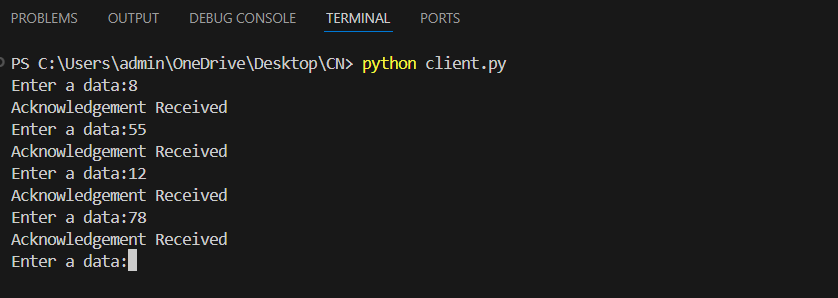 PROBLEMS OUTPUT DEBUG CONSOLE TERMINAL PORTS
PS C:\Users\admin\OneDrive\Desktop\CN> python client.py
Enter a data:8
Acknowledgement Received
Enter a data:55
Acknowledgement Received
Enter a data:12
Acknowledgement Received
Enter a data:78
Acknowledgement Received
Enter a data: